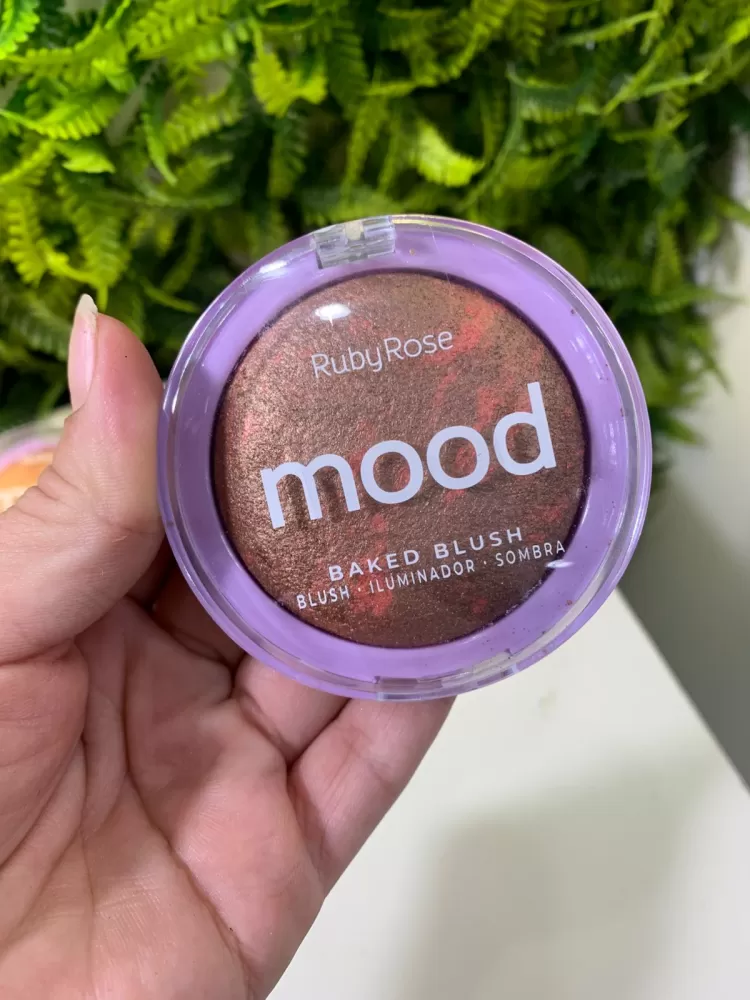 RubyRose
mood
BAKED BLUSH
BLUSH · ILUMINADOR · SOMBRA